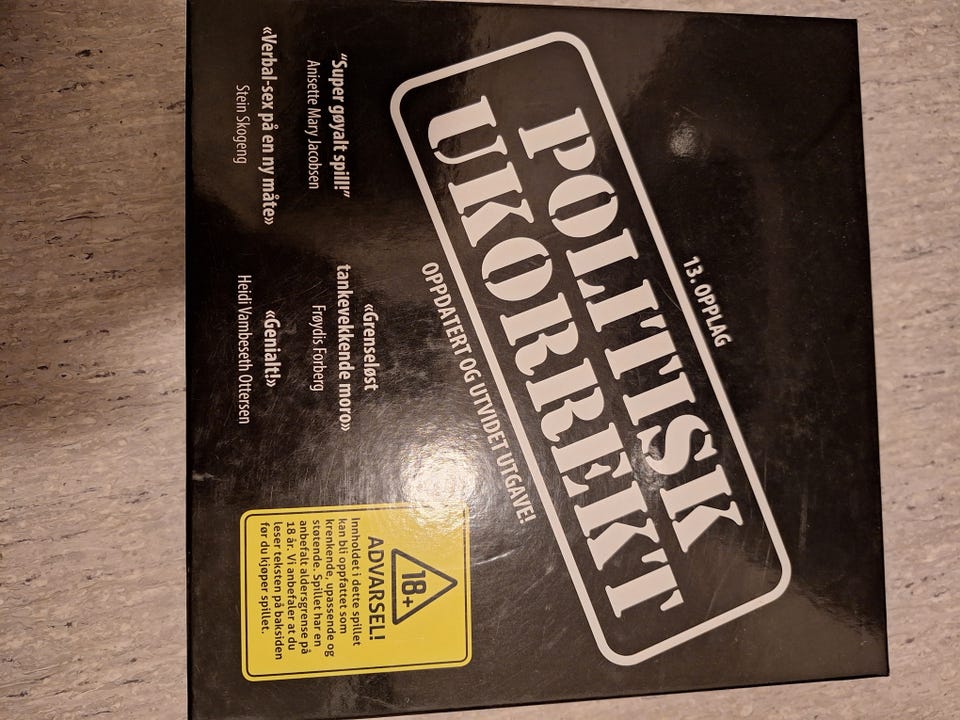 13. OPPLAG
POLITISK
UKORREKT
OPPDATERT OG UTVIDET UTGAVE!
"Super gøyalt spill!"
Anisette Mary Jacobsen
«Verbal-sex på en ny måte»
Stein Skogeng
«Grenseløst
tankevekkende moro»
Frøydis Forberg
«Genialt!»
Heidi Vambeseth Ottersen
18+
ADVARSEL!
Innholdet i dette spillet
kan bli oppfattet som
krenkende, upassende og
støtende. Spillet har en
anbefalt aldersgrense på
18 år. Vi anbefaler at du
leser teksten på baksiden
før du kjøper spillet.